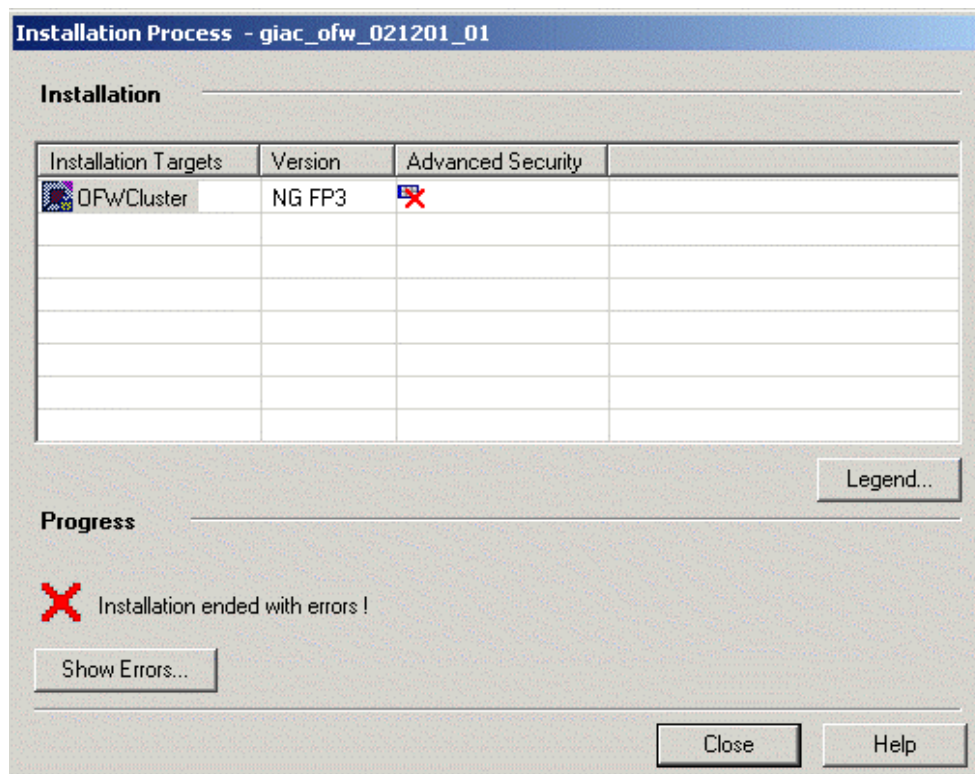 Installation Process - giac_ofw_021201_01
Installation
Installation Targets Version Advanced Security
OFWCluster NG FP3
Legend...
Progress
Installation ended with errors !
Show Errors...
Close Help